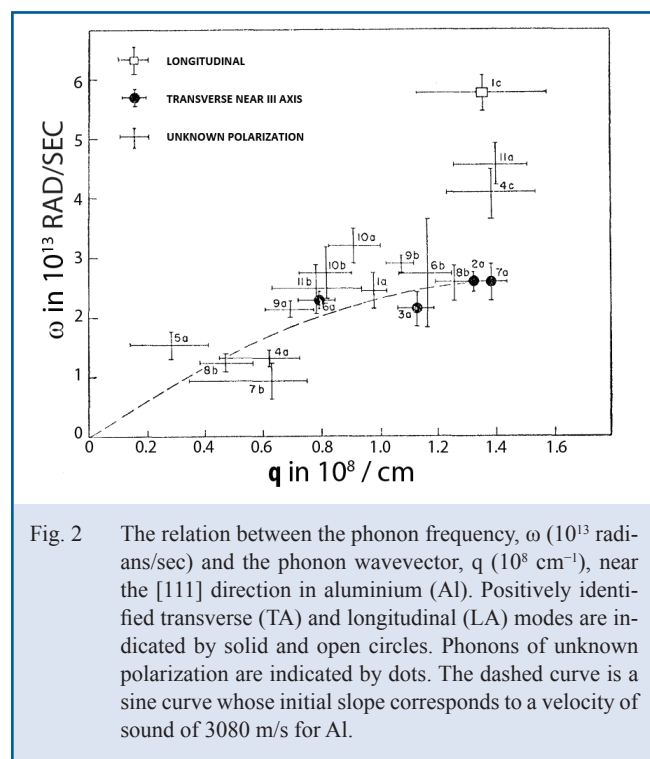 LONGITUDINAL
TRANSVERSE NEAR III AXIS
UNKNOWN POLARIZATION
ω in 10¹³ RAD/SEC
6
5
4
3
2
1
0
1c
11a
4c
10a
9b
10b
6b
2a
7a
11b
1a
8b
9a
6a
3a
5a
4a
8b
7b
0
0.2
0.4
0.6
0.8
1.0
1.2
1.4
1.6
q in 10⁸ / cm
Fig. 2 The relation between the phonon frequency, ω (10¹³ radi-
ans/sec) and the phonon wavevector, q (10⁸ cm⁻¹), near
the [111] direction in aluminium (Al). Positively identi-
fied transverse (TA) and longitudinal (LA) modes are in-
dicated by solid and open circles. Phonons of unknown
polarization are indicated by dots. The dashed curve is a
sine curve whose initial slope corresponds to a velocity of
sound of 3080 m/s for Al.